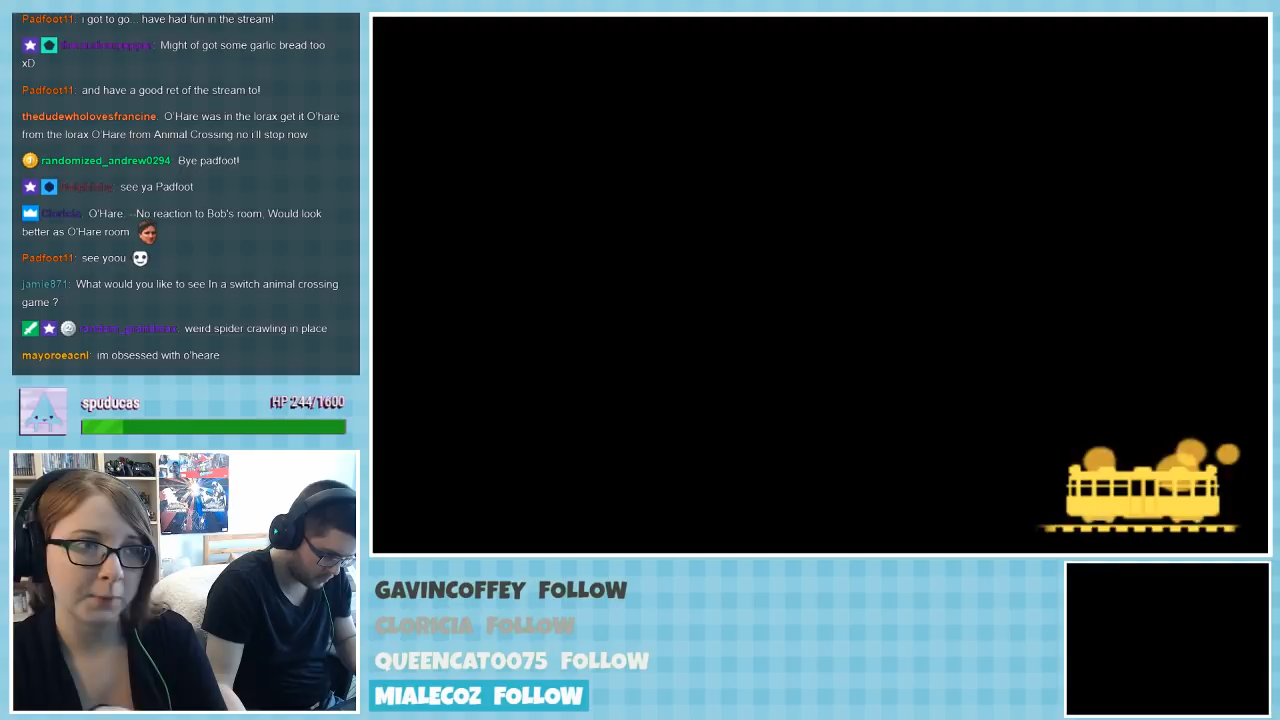 Padfoot11: i got to go... have had fun in the stream!
Might of got some garlic bread too
xD
Padfoot11: and have a good ret of the stream to!
thedudewholovesfrancine: O'Hare was in the lorax get it O'hare
from the lorax O'Hare from Animal Crossing no i'll stop now
randomized_andrew0294: Bye padfoot!
see ya Padfoot
Cloricia: O'Hare. --No reaction to Bob's room, Would look
better as O'Hare room
Padfoot11: see yoou
jamie871: What would you like to see In a switch animal crossing
game ?
weird spider crawling in place
mayoroeacnl: im obsessed with o'heare
spuducas HP 244/1600
GAVINCOFFEY FOLLOW
CLORICIA FOLLOW
QUEENCAT0075 FOLLOW
MIALECOZ FOLLOW